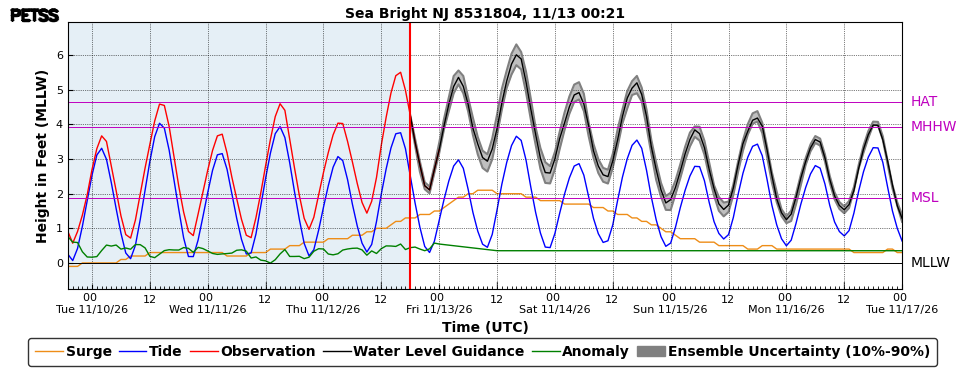 PETSS
Sea Bright NJ 8531804, 11/13 00:21
Height in Feet (MLLW)
6
5
4
3
2
1
0
HAT
MHHW
MSL
MLLW
00 12 00 12 00 12 00 12 00 12 00 12 00 12 00
Tue 11/10/26 Wed 11/11/26 Thu 11/12/26 Fri 11/13/26 Sat 11/14/26 Sun 11/15/26 Mon 11/16/26 Tue 11/17/26
Time (UTC)
Surge Tide Observation Water Level Guidance Anomaly Ensemble Uncertainty (10%-90%)